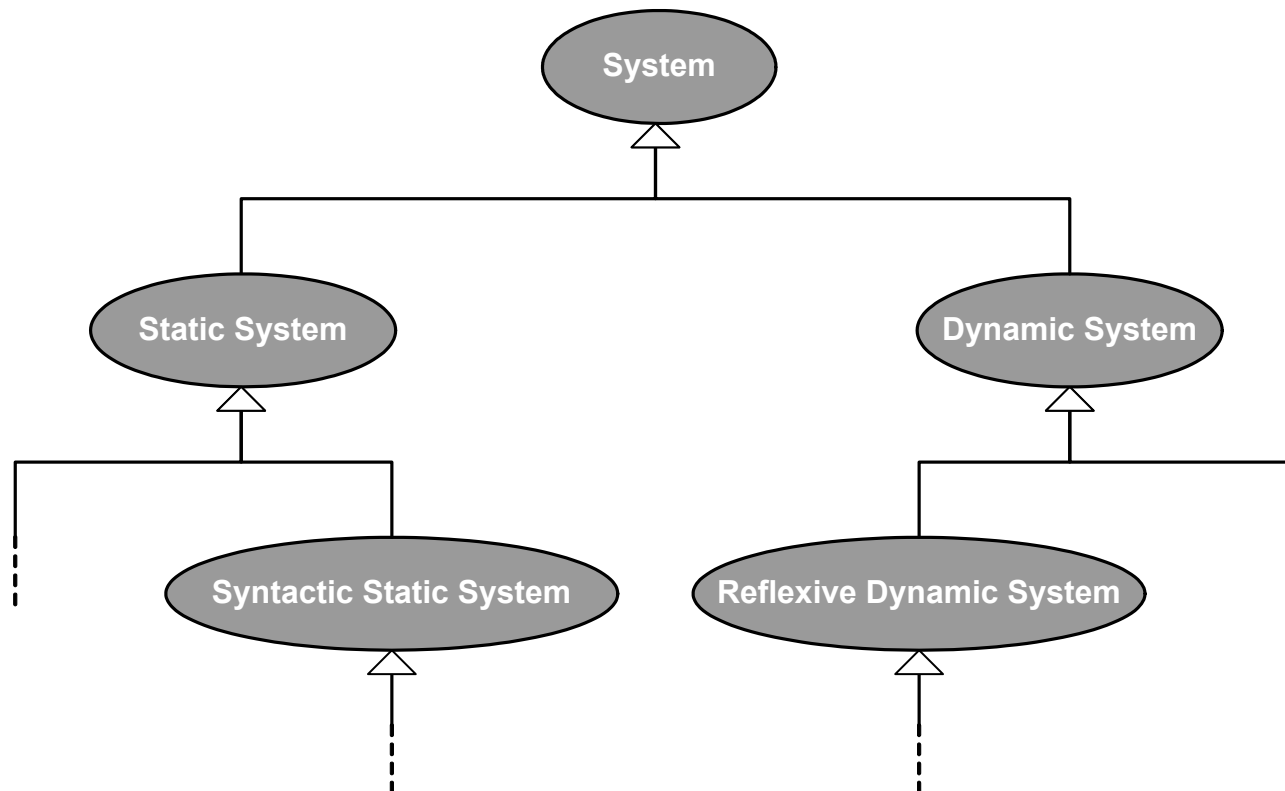 System
Static System
Dynamic System
Syntactic Static System
Reflexive Dynamic System